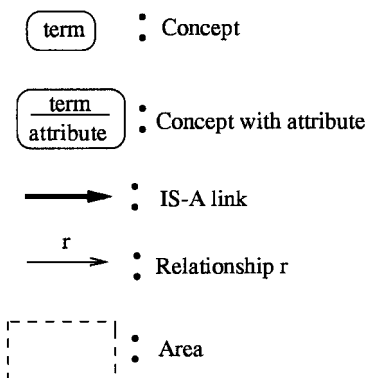 term : Concept
term
attribute : Concept with attribute
: IS-A link
r
: Relationship r
: Area